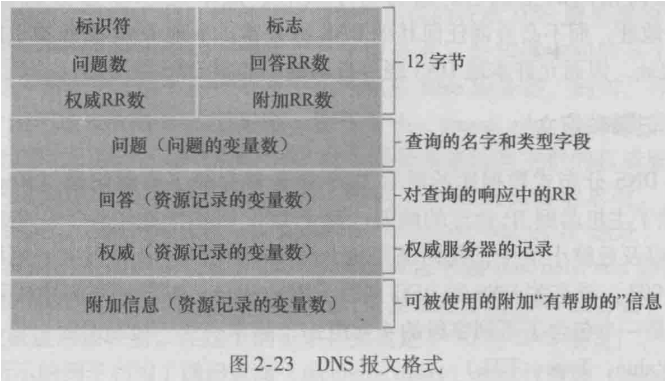 标识符 标志
问题数 回答RR数 12字节
权威RR数 附加RR数
问题（问题的变量数） 查询的名字和类型字段
回答（资源记录的变量数） 对查询的响应中的RR
权威（资源记录的变量数） 权威服务器的记录
附加信息（资源记录的变量数） 可被使用的附加“有帮助的”信息
图2-23 DNS报文格式